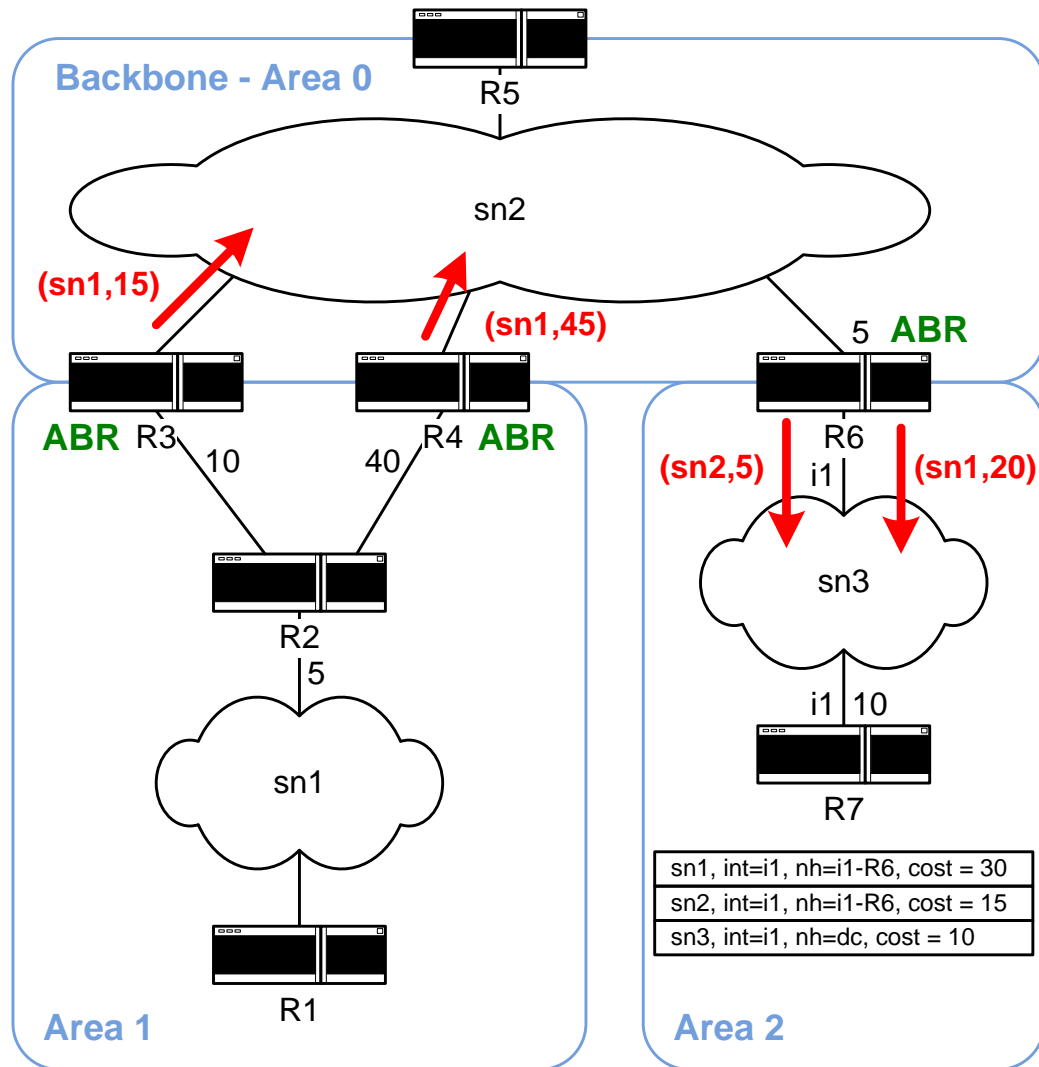 Backbone - Area 0
R5
sn2
(sn1,15)
(sn1,45)
5
ABR
ABR
R3
R4
ABR
R6
10
40
(sn2,5)
i1
(sn1,20)
sn3
R2
5
i1
10
sn1
R7
sn1, int=i1, nh=i1-R6, cost = 30
sn2, int=i1, nh=i1-R6, cost = 15
sn3, int=i1, nh=dc, cost = 10
R1
Area 1
Area 2